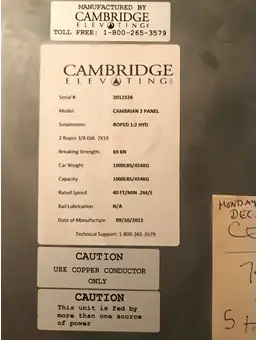 MANUFACTURED BY
CAMBRIDGE
ELEVATING
TOLL FREE: 1-800-265-3579
CAMBRIDGE
ELEVATING
Serial #: 2012324
Model: CAMBRIAN 2 PANEL
Suspension: ROPED 1:2 HYD
2 Ropes 3/8 DIA. 7X19
Breaking Strength: 69 KN
Car Weight 1000LBS/454KG
Capacity 1000LBS/454KG
Rated Speed 40 FT/MIN .2M/S
Rail Lubrication N/A
Date of Manufacture 09/10/2012
Technical Support: 1-800-265-3579
CAUTION
USE COPPER CONDUCTOR
ONLY
CAUTION
This unit is fed by
more than one source
of power
MONDAY
DEC